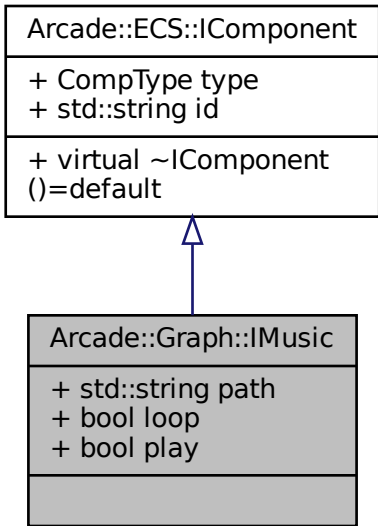 Arcade::ECS::IComponent
+ CompType type
+ std::string id
+ virtual ~IComponent
()=default
Arcade::Graph::IMusic
+ std::string path
+ bool loop
+ bool play